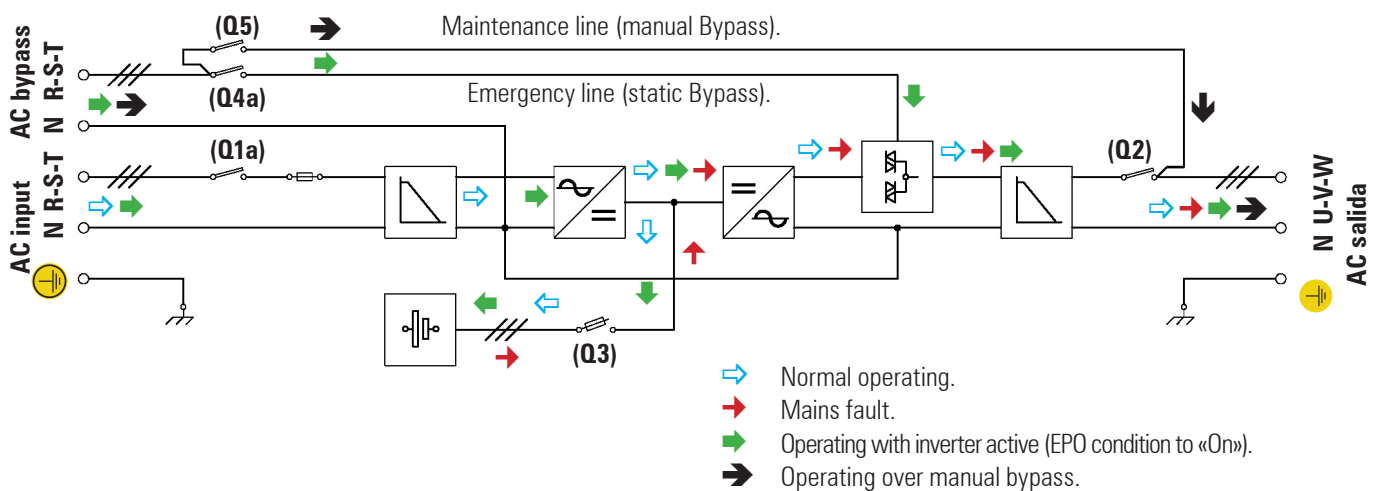 (Q5)
Maintenance line (manual Bypass).
AC bypass
N R-S-T
(Q4a)
Emergency line (static Bypass).
AC input
N R-S-T
(Q1a)
(Q2)
N U-V-W
AC salida
(Q3)
Normal operating.
Mains fault.
Operating with inverter active (EPO condition to «On»).
Operating over manual bypass.